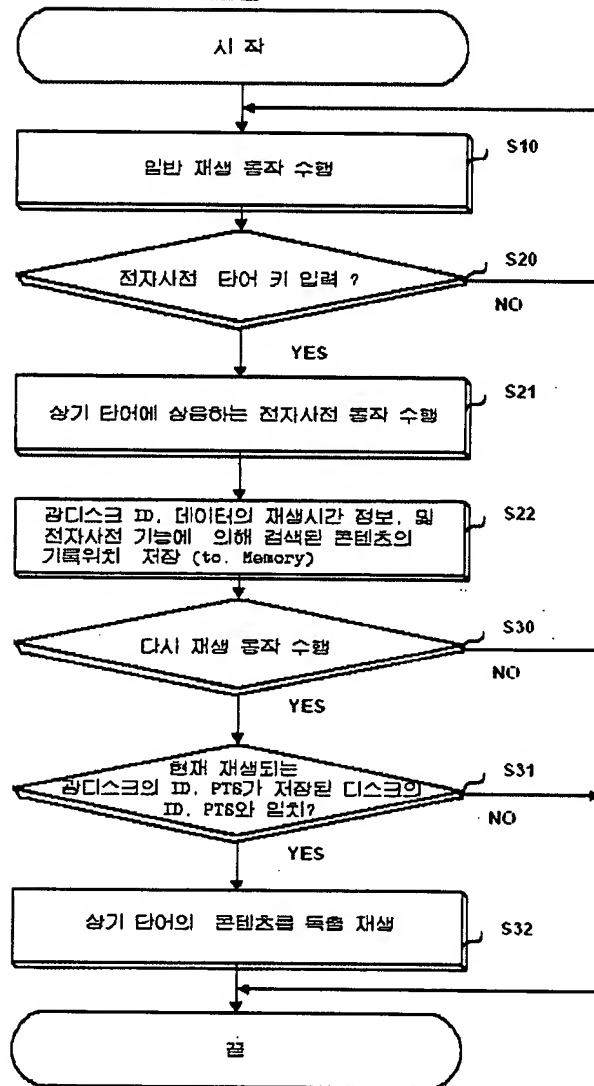 시 작
일반 재생 동작 수행
S10
전자사전 단어 키 입력 ?
S20
NO
YES
상기 단어에 상응하는 전자사전 동작 수행
S21
광디스크 ID, 데이터의 재생시간 정보, 및
전자사전 기능에 의해 검색된 콘텐츠의
기록위치 저장 (to. Memory)
S22
다시 재생 동작 수행
S30
NO
YES
현재 재생되는
광디스크의 ID, PTS가 저장된 디스크의
ID, PTS와 일치?
S31
NO
YES
상기 단어의 콘텐츠를 독출 재생
S32
끝